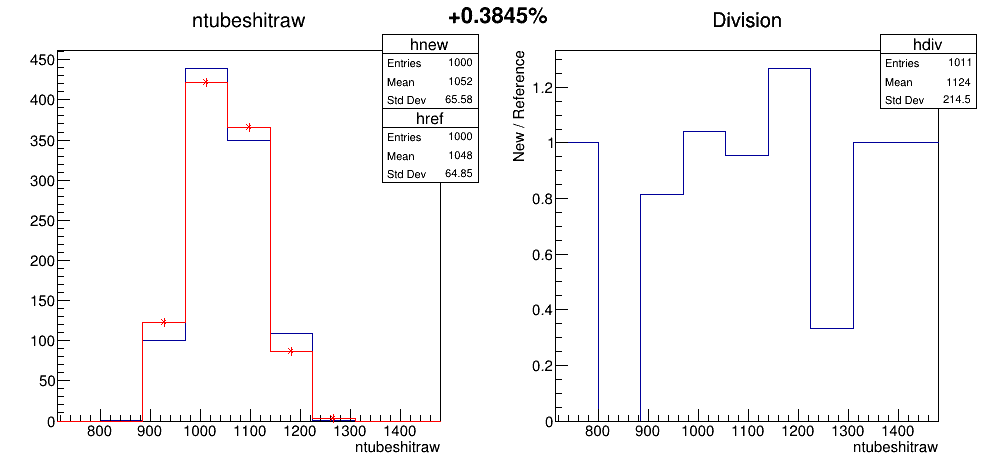 +0.3845%
ntubeshitraw
hnew
Entries 1000
Mean 1052
Std Dev 65.58
href
Entries 1000
Mean 1048
Std Dev 64.85
450
400
350
300
250
200
150
100
50
0
800 900 1000 1100 1200 1300 1400
ntubeshitraw
Division
hdiv
Entries 1011
Mean 1124
Std Dev 214.5
New / Reference
1.2
1
0.8
0.6
0.4
0.2
0
800 900 1000 1100 1200 1300 1400
ntubeshitraw